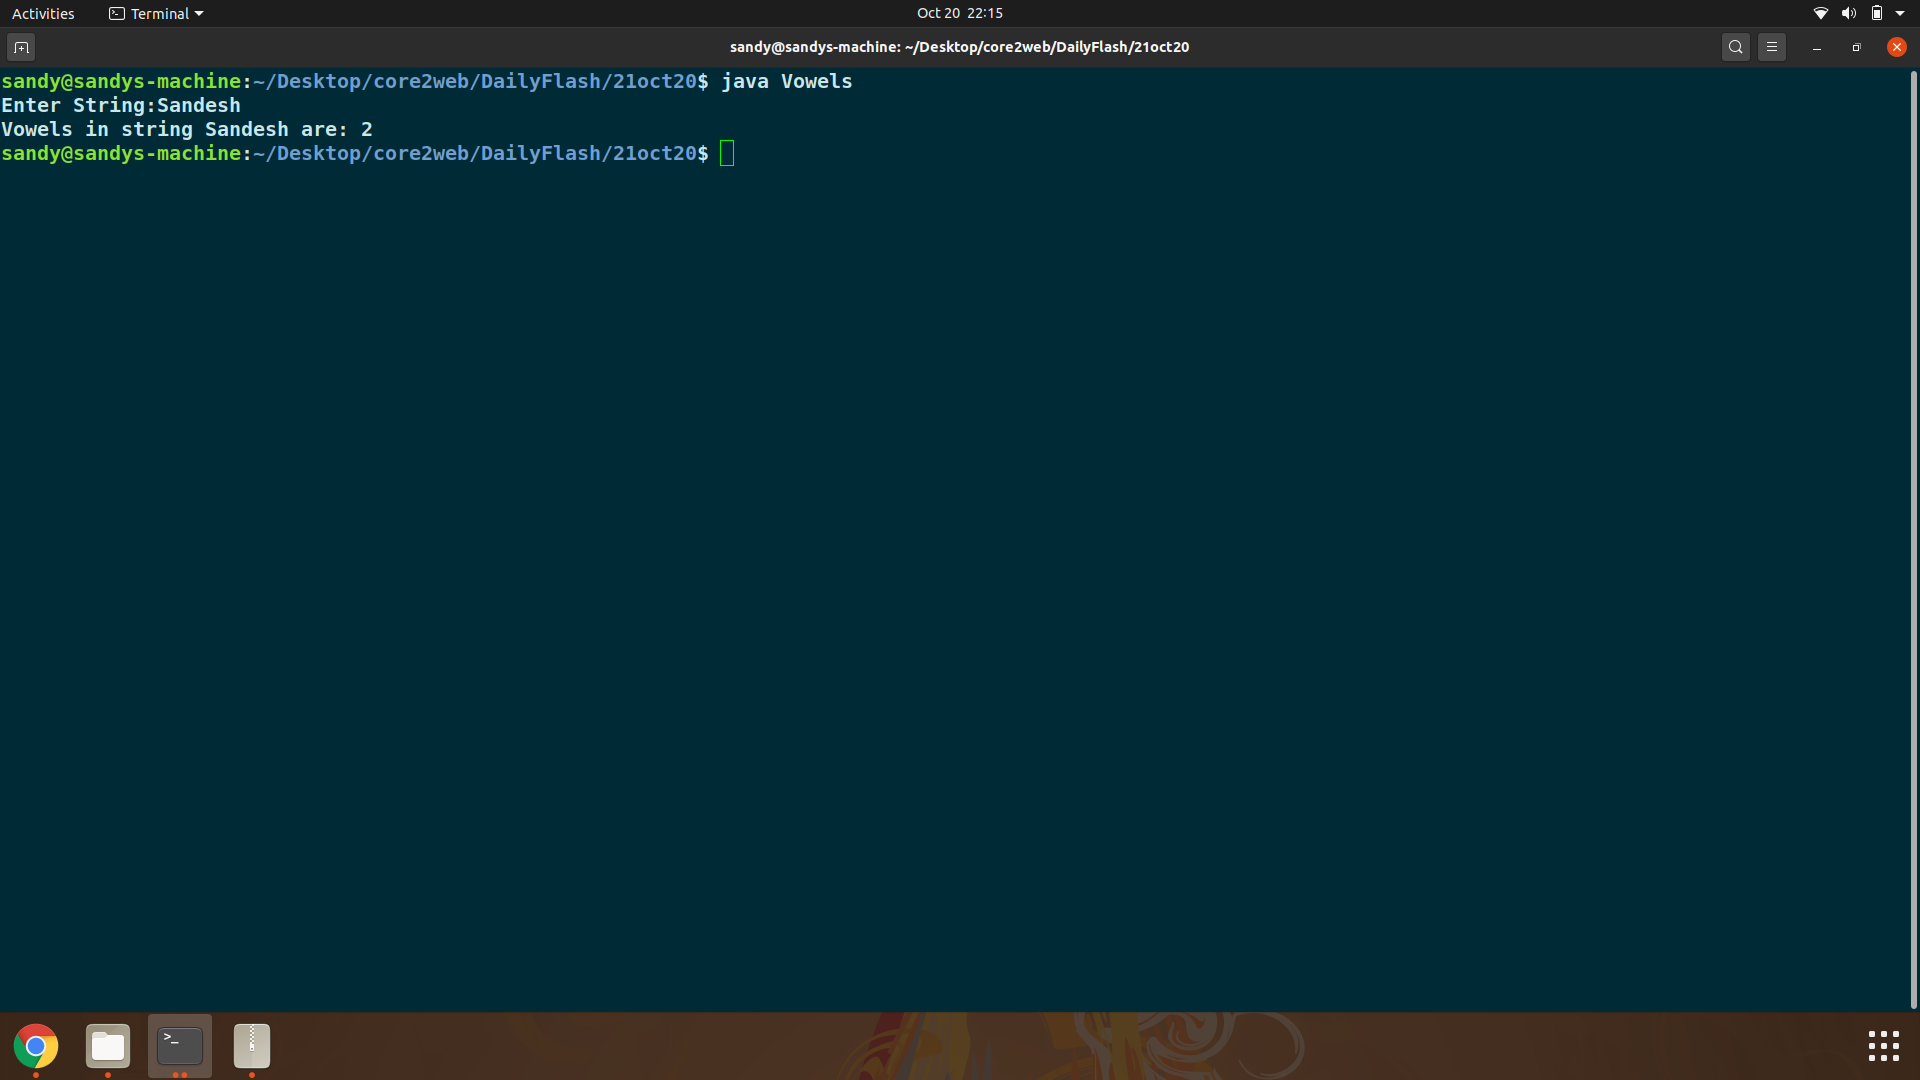 Activities
Terminal
Oct 20 22:15
sandy@sandys-machine: ~/Desktop/core2web/DailyFlash/21oct20
sandy@sandys-machine:~/Desktop/core2web/DailyFlash/21oct20$ java Vowels
Enter String:Sandesh
Vowels in string Sandesh are: 2
sandy@sandys-machine:~/Desktop/core2web/DailyFlash/21oct20$
>_